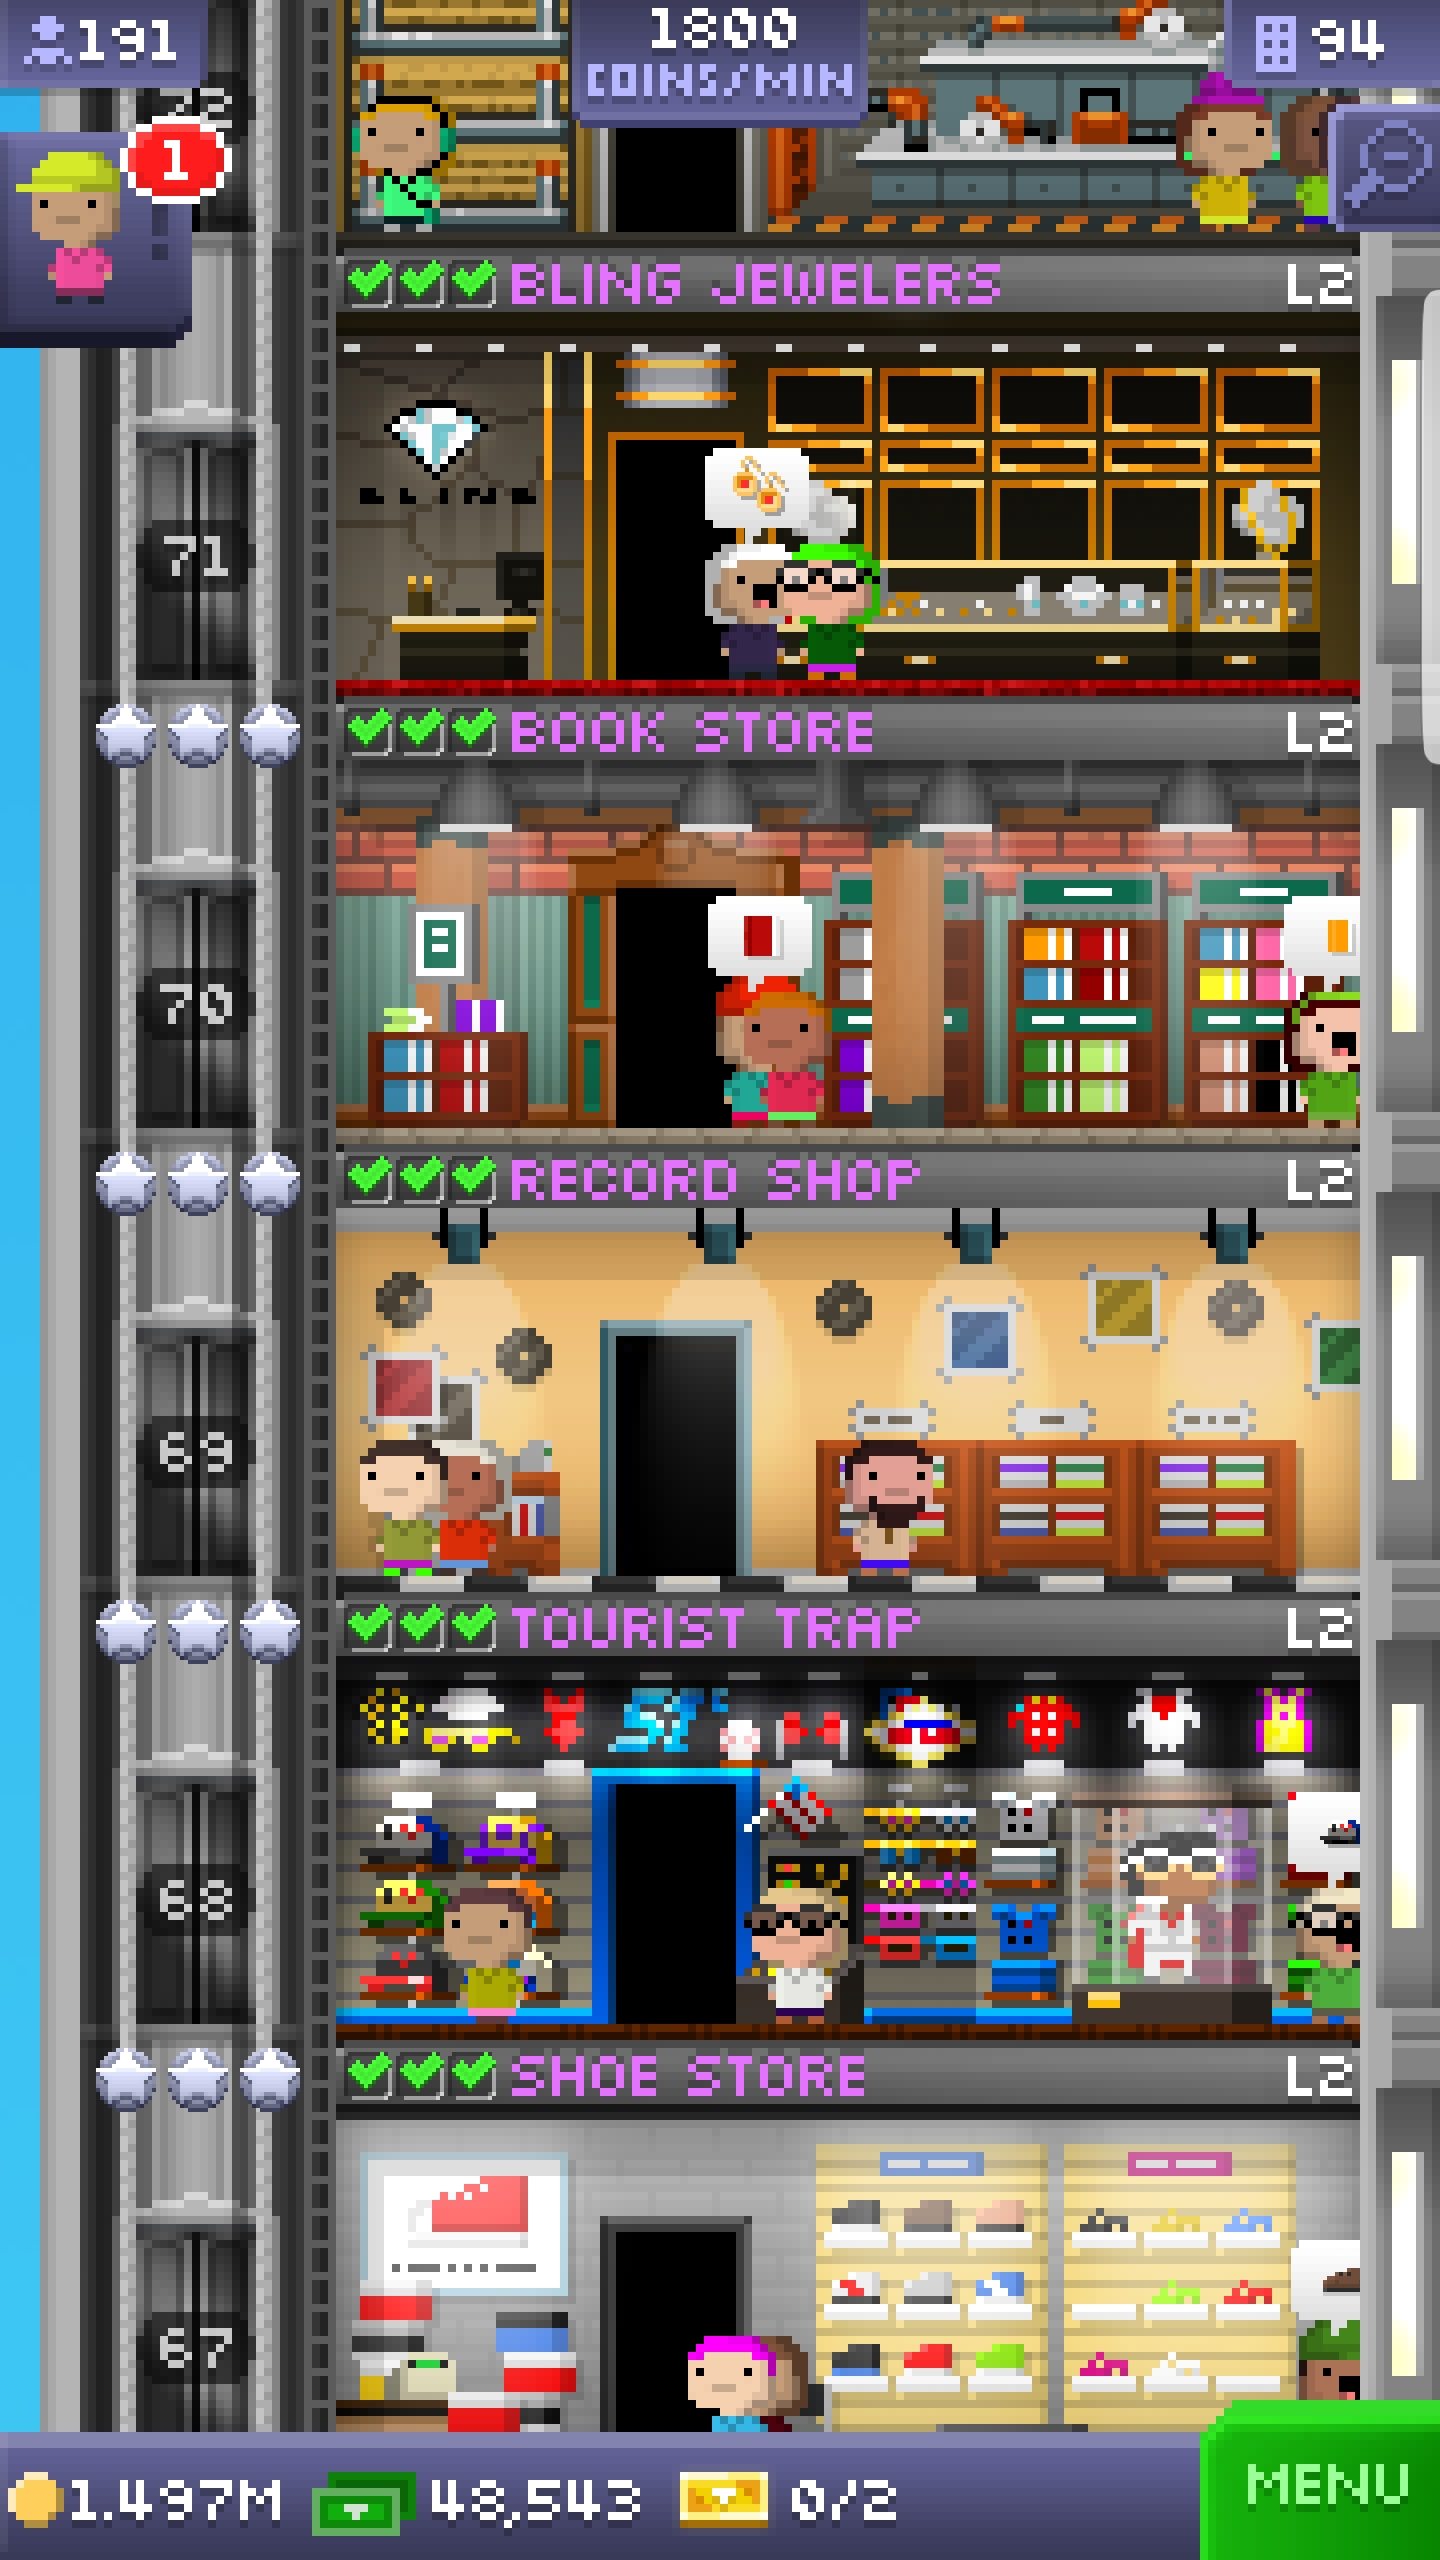 191
1800
COINS/MIN
94
1
BLING JEWELERS
L2
BLING
71
BOOK STORE
L2
70
RECORD SHOP
L2
69
TOURIST TRAP
L2
68
SHOE STORE
L2
67
1.497M
48,543
0/2
MENU